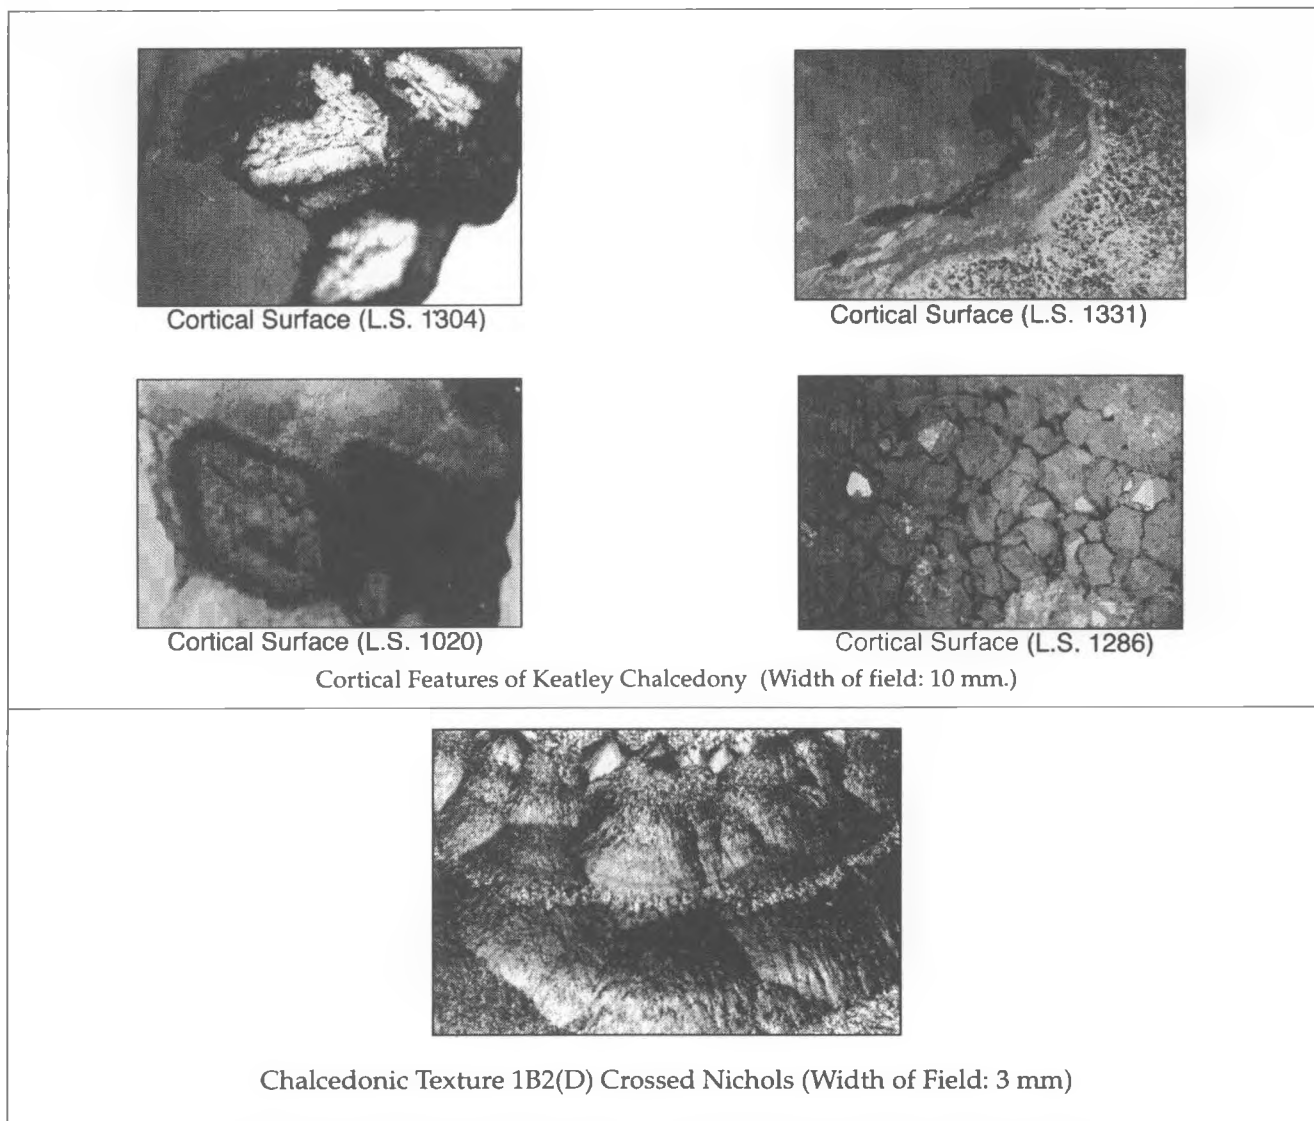 Cortical Surface (L.S. 1304)
Cortical Surface (L.S. 1331)
Cortical Surface (L.S. 1020)
Cortical Surface (L.S. 1286)
Cortical Features of Keatley Chalcedony (Width of field: 10 mm.)
Chalcedonic Texture 1B2(D) Crossed Nichols (Width of Field: 3 mm)